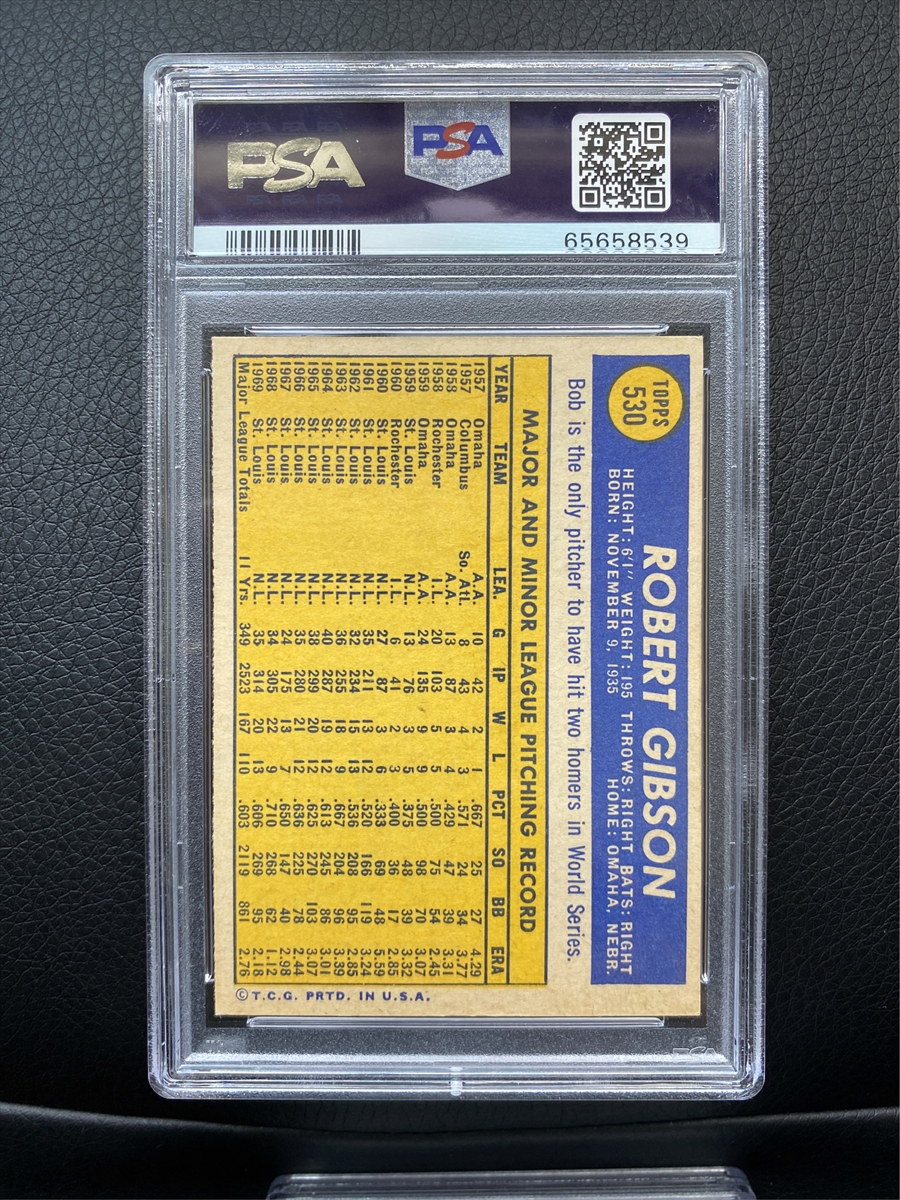 PSA
PSA
65658539
TOPPS
530
ROBERT GIBSON
HEIGHT: 6'1" WEIGHT: 195 THROWS: RIGHT BATS: RIGHT
BORN: NOVEMBER 9, 1935 HOME: OMAHA, NEBR.
Bob is the only pitcher to have hit two homers in World Series.
MAJOR AND MINOR LEAGUE PITCHING RECORD
YEAR TEAM LEA. G IP W L PCT SO BB ERA
1957 Omaha A.A. 10 42 2 1 .667 25 27 4.29
1957 Columbus So. Atl. 8 43 4 3 .571 24 34 3.77
1958 Omaha A.A. 13 87 3 4 .429 47 39 3.31
1958 Rochester I.L. 20 103 5 5 .500 75 54 2.45
1959 Omaha A.A. 24 135 9 9 .500 98 70 3.07
1959 St. Louis N.L. 13 76 3 5 .375 48 39 3.32
1960 Rochester I.L. 6 41 2 3 .400 36 17 2.85
1960 St. Louis N.L. 27 87 3 6 .333 69 48 5.59
1961 St. Louis N.L. 35 211 13 12 .520 166 119 3.24
1962 St. Louis N.L. 32 234 15 13 .536 208 95 2.85
1963 St. Louis N.L. 36 255 18 9 .667 204 96 3.39
1964 St. Louis N.L. 40 287 19 12 .613 245 86 3.01
1965 St. Louis N.L. 38 299 20 12 .625 270 103 3.07
1966 St. Louis N.L. 35 280 21 12 .636 225 78 2.44
1967 St. Louis N.L. 24 175 13 7 .650 147 40 2.98
1968 St. Louis N.L. 34 305 22 9 .710 268 62 1.12
1969 St. Louis N.L. 35 314 20 13 .606 269 95 2.18
Major League Totals 11 Yrs. 349 2523 167 110 .603 2119 861 2.76
© T.C.G. PRTD. IN U.S.A.
PSA